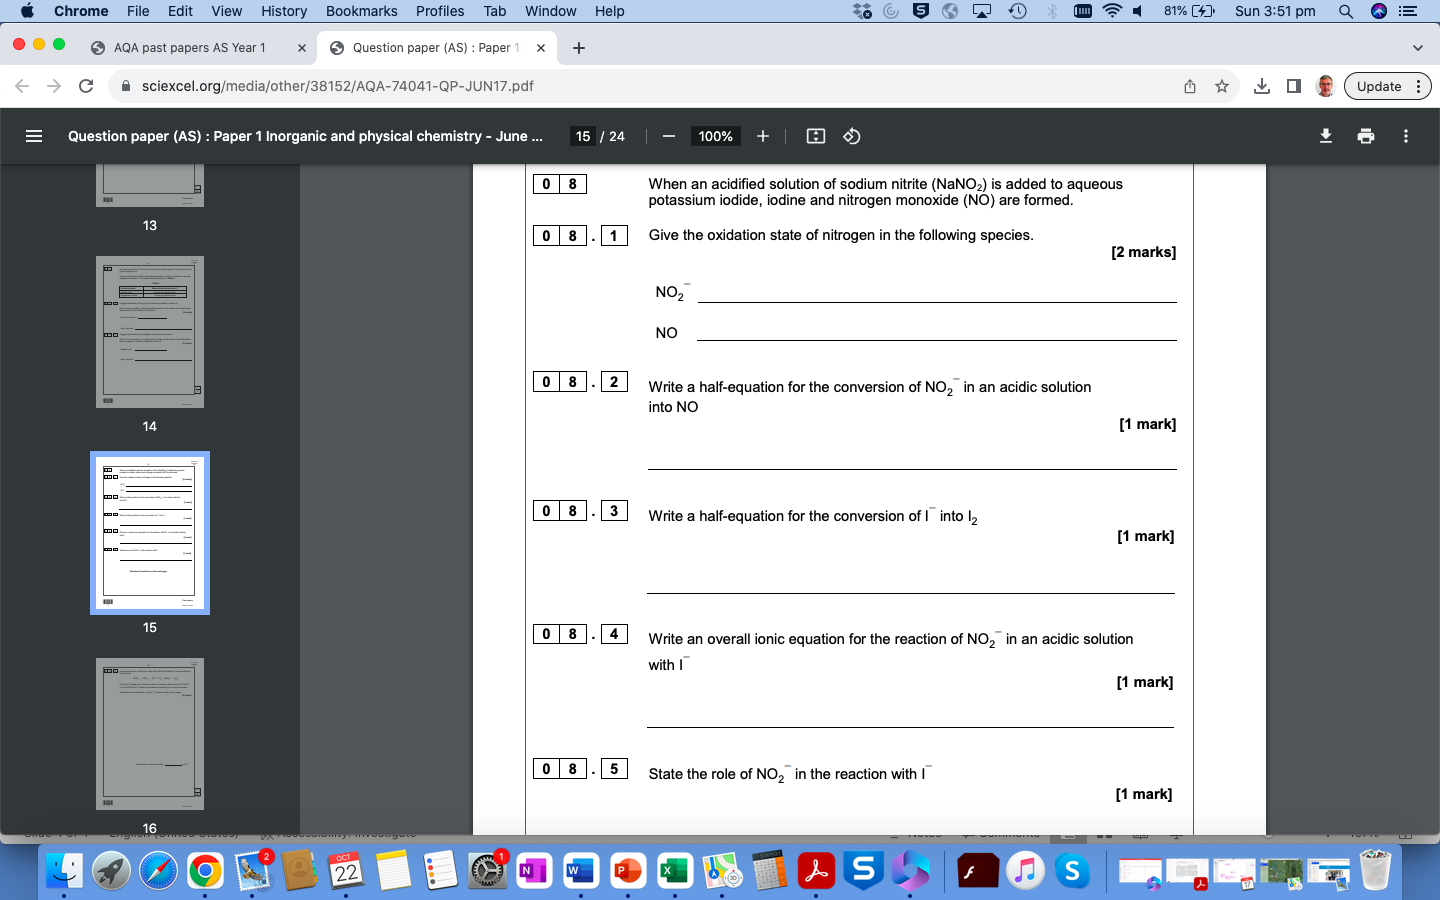 Chrome File Edit View History Bookmarks Profiles Tab Window Help 81% Sun 3:51 pm
AQA past papers AS Year 1 Question paper (AS) : Paper 1
sciexcel.org/media/other/38152/AQA-74041-QP-JUN17.pdf Update
Question paper (AS) : Paper 1 Inorganic and physical chemistry - June ... 15 / 24 100%
13
14
15
16
0 8 When an acidified solution of sodium nitrite (NaNO₂) is added to aqueous
potassium iodide, iodine and nitrogen monoxide (NO) are formed.
0 8 . 1 Give the oxidation state of nitrogen in the following species.
[2 marks]
NO₂⁻
NO
0 8 . 2 Write a half-equation for the conversion of NO₂⁻ in an acidic solution
into NO
[1 mark]
0 8 . 3 Write a half-equation for the conversion of I⁻ into I₂
[1 mark]
0 8 . 4 Write an overall ionic equation for the reaction of NO₂⁻ in an acidic solution
with I⁻
[1 mark]
0 8 . 5 State the role of NO₂⁻ in the reaction with I⁻
[1 mark]
2 OCT 22 1